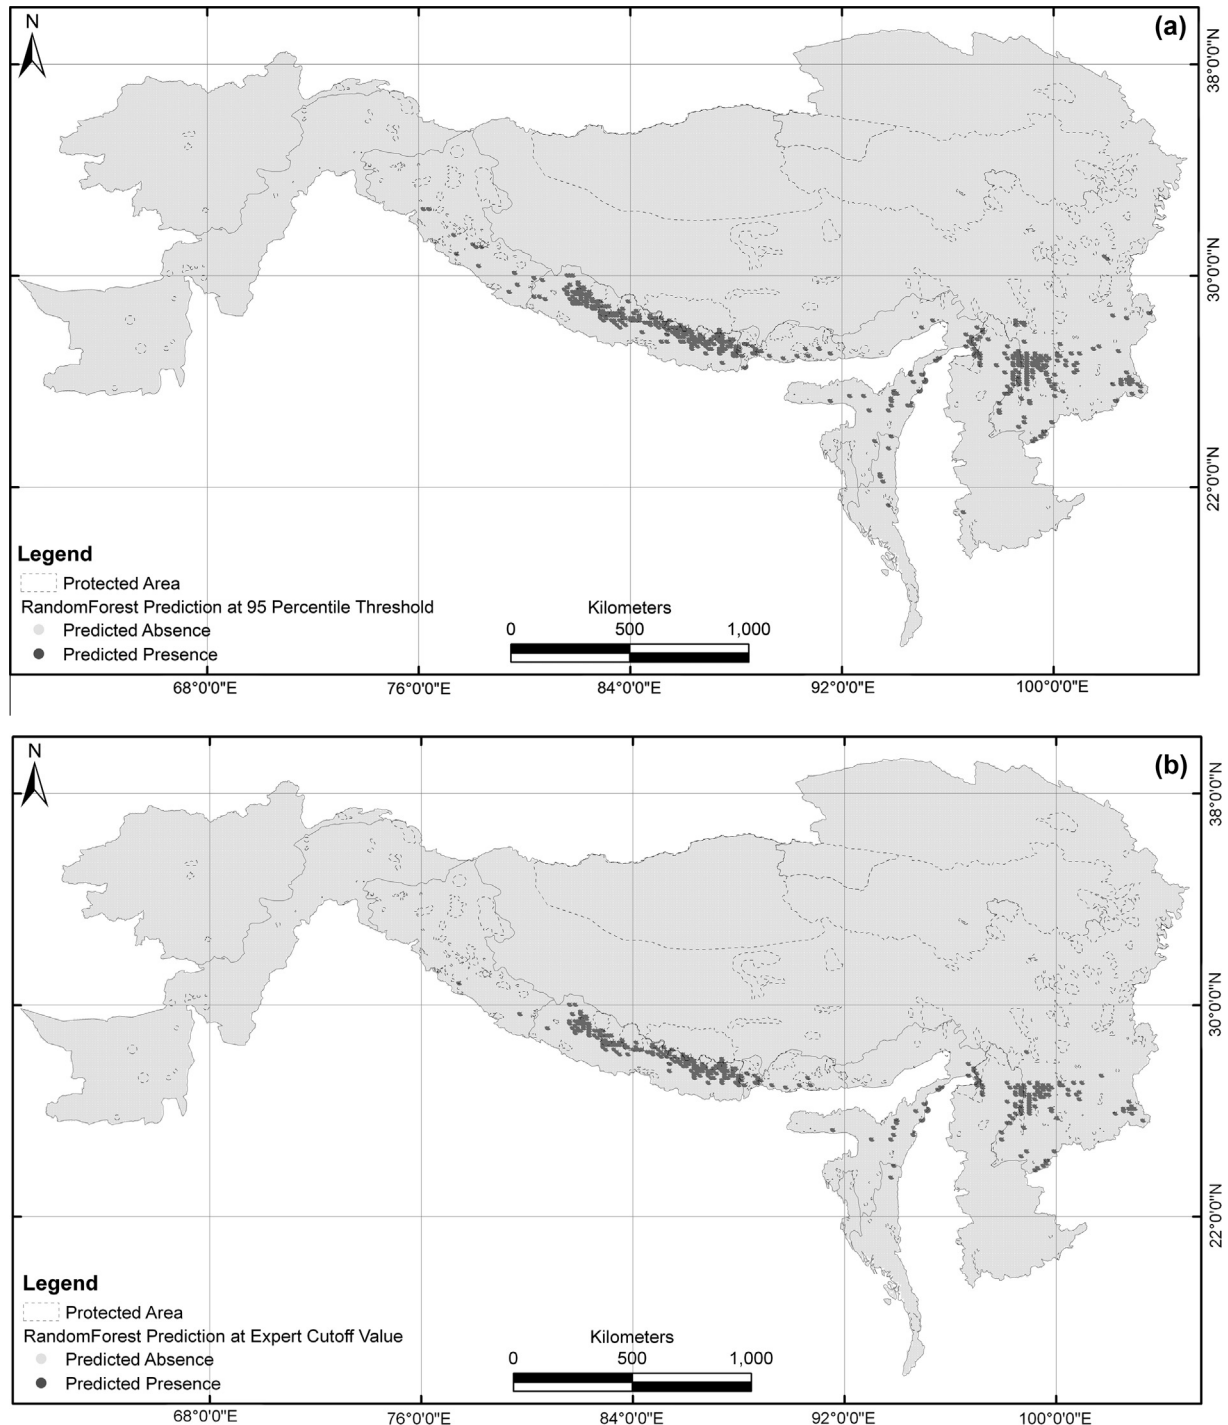 N
(a)
38°0'0"N
30°0'0"N
22°0'0"N
Legend
Protected Area
RandomForest Prediction at 95 Percentile Threshold
Predicted Absence
Predicted Presence
Kilometers
0 500 1,000
68°0'0"E 76°0'0"E 84°0'0"E 92°0'0"E 100°0'0"E
N
(b)
38°0'0"N
30°0'0"N
22°0'0"N
Legend
Protected Area
RandomForest Prediction at Expert Cutoff Value
Predicted Absence
Predicted Presence
Kilometers
0 500 1,000
68°0'0"E 76°0'0"E 84°0'0"E 92°0'0"E 100°0'0"E